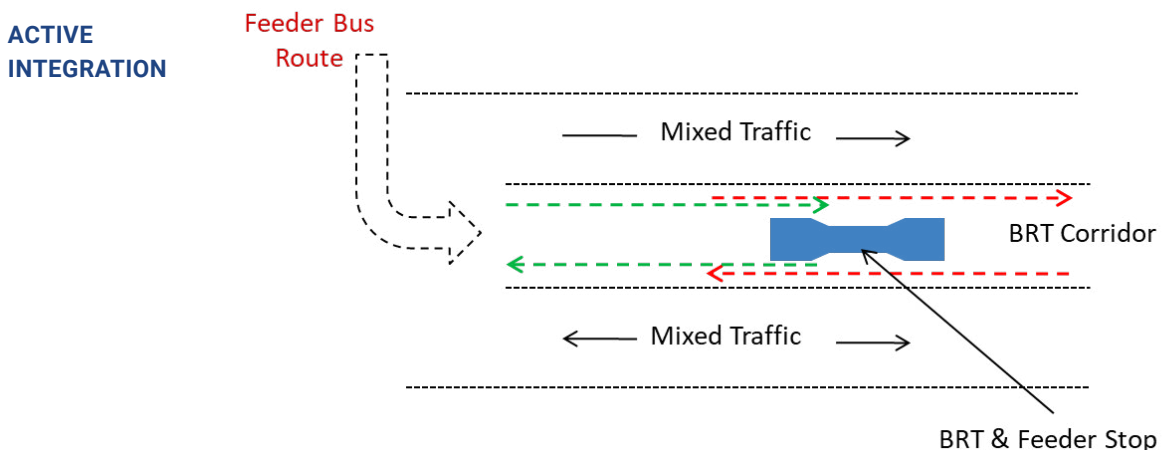 ACTIVE
INTEGRATION
Feeder Bus
Route
Mixed Traffic
BRT Corridor
Mixed Traffic
BRT & Feeder Stop